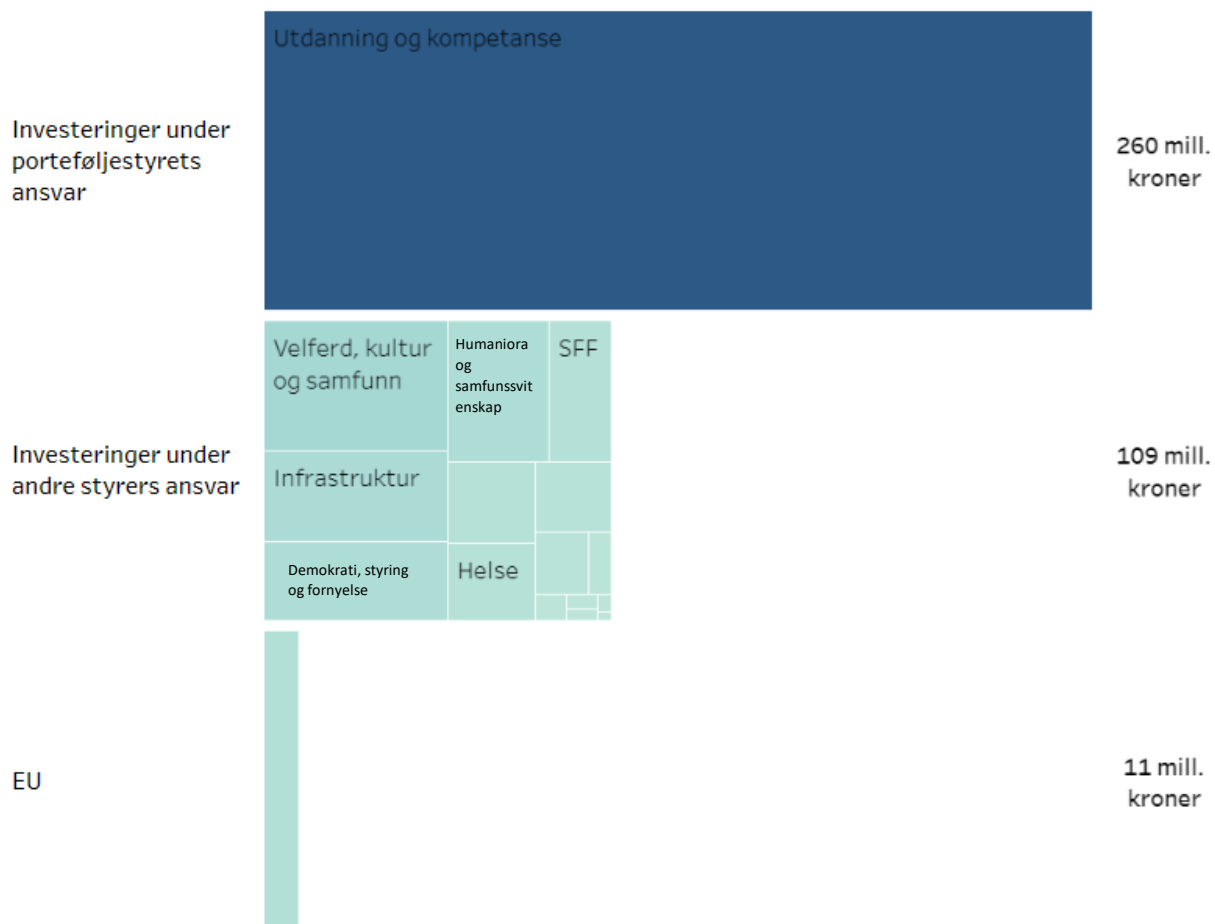 Utdanning og kompetanse
Investeringer under
porteføljestyrets
ansvar
260 mill.
kroner
Velferd, kultur
og samfunn
Humaniora
og
samfunssvit
enskap
SFF
Investeringer under
andre styrers ansvar
Infrastruktur
109 mill.
kroner
Demokrati, styring
og fornyelse
Helse
EU
11 mill.
kroner